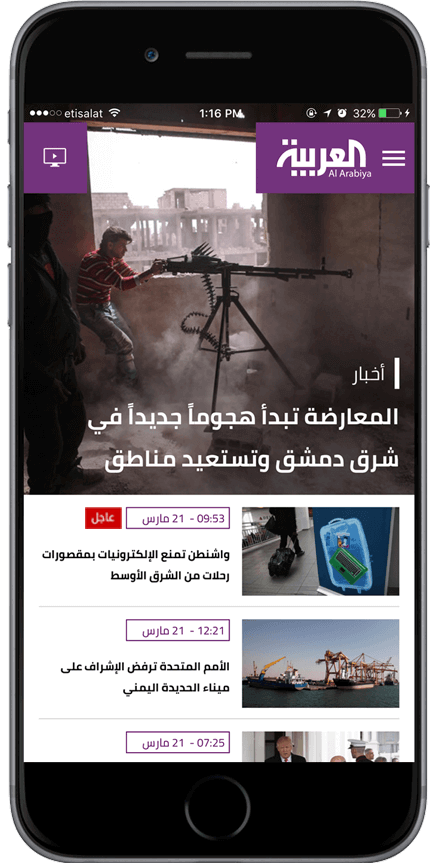 etisalat
1:16 PM
32%
العربية
Al Arabiya
أخبار
المعارضة تبدأ هجوماً جديداً في
شرق دمشق وتستعيد مناطق
09:53 - 21 مارس
عاجل
واشنطن تمنع الإلكترونيات بمقصورات
رحلات من الشرق الأوسط
12:21 - 21 مارس
الأمم المتحدة ترفض الإشراف على
ميناء الحديدة اليمني
07:25 - 21 مارس